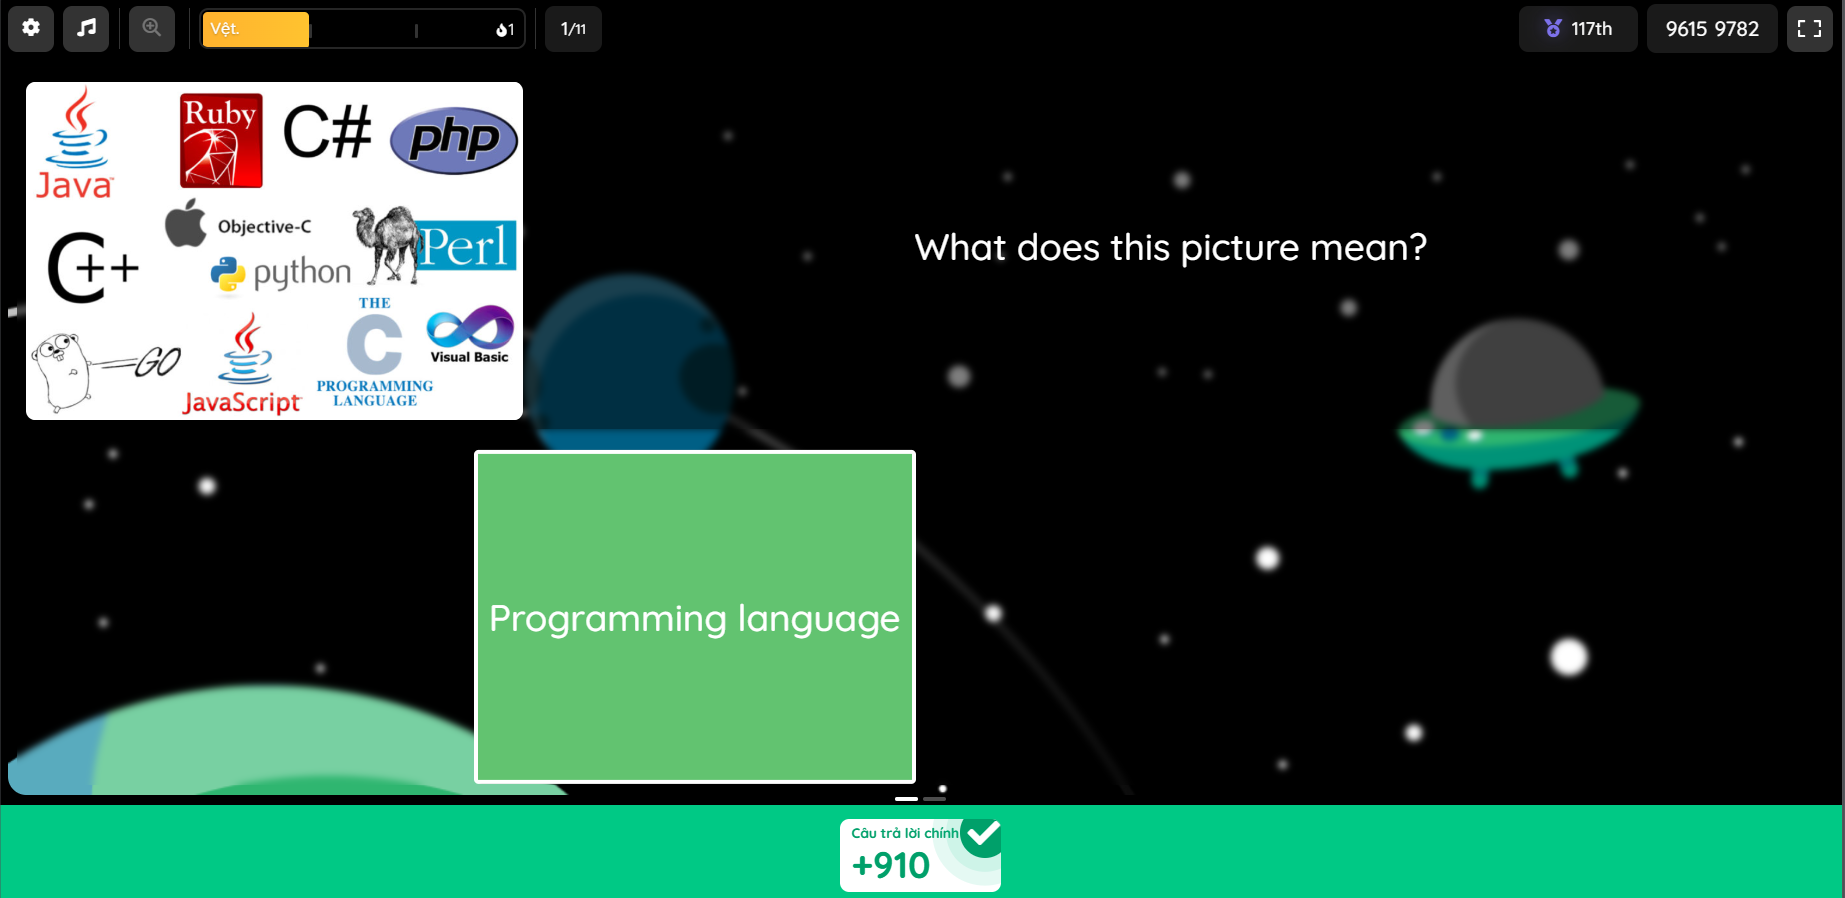 Vệt.
1
1/11
117th
9615 9782
Java™
Ruby
C#
php
Objective-C
C++
python
Perl
GO
JavaScript
THE
C
PROGRAMMING
LANGUAGE
Visual Basic
What does this picture mean?
Programming language
Câu trả lời chính
+910